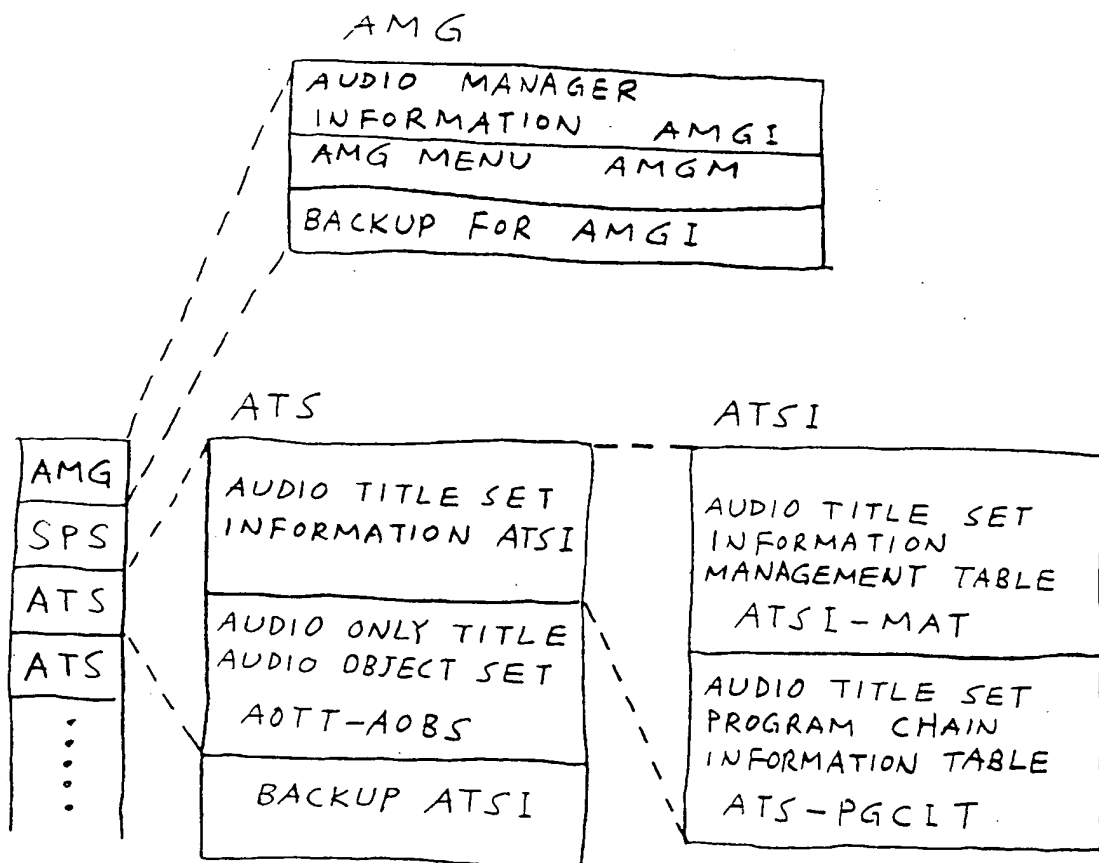 AMG
AUDIO MANAGER
INFORMATION AMGI
AMG MENU AMGM
BACKUP FOR AMGI
AMG
SPS
ATS
ATS
ATS
AUDIO TITLE SET
INFORMATION ATSI
AUDIO ONLY TITLE
AUDIO OBJECT SET
AOTT-AOBS
BACKUP ATSI
ATSI
AUDIO TITLE SET
INFORMATION
MANAGEMENT TABLE
ATSI-MAT
AUDIO TITLE SET
PROGRAM CHAIN
INFORMATION TABLE
ATS-PGCIT